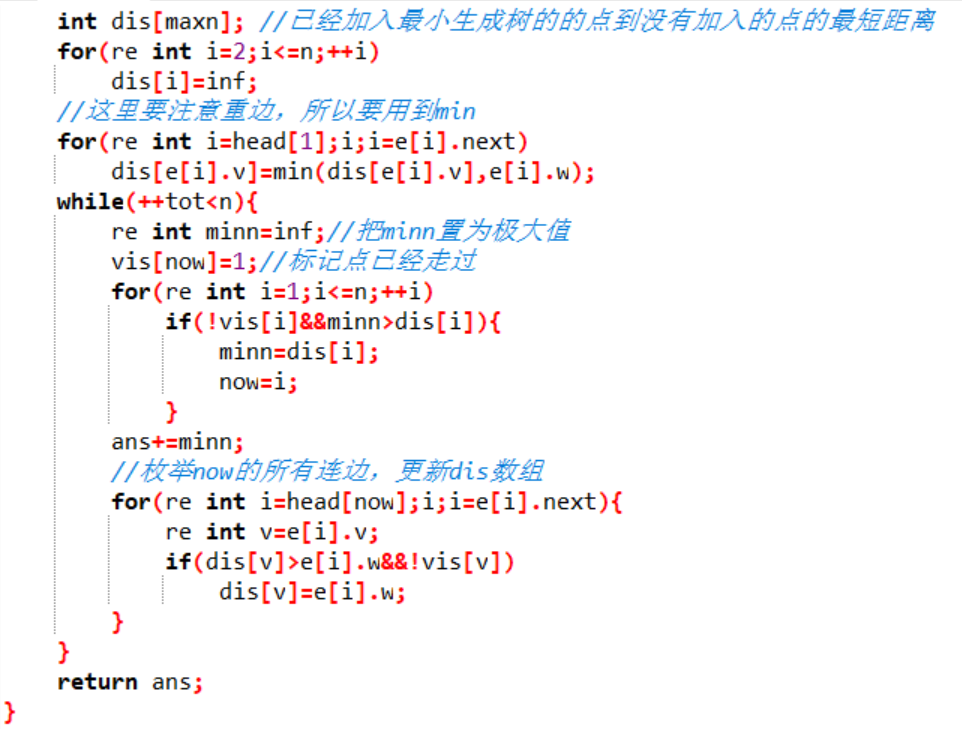 int dis[maxn]; //已经加入最小生成树的的点到没有加入的点的最短距离
for(re int i=2;i<=n;++i)
dis[i]=inf;
//这里要注意重边，所以要用到min
for(re int i=head[1];i;i=e[i].next)
dis[e[i].v]=min(dis[e[i].v],e[i].w);
while(++tot<n){
re int minn=inf;//把minn置为极大值
vis[now]=1;//标记点已经走过
for(re int i=1;i<=n;++i)
if(!vis[i]&&minn>dis[i]){
minn=dis[i];
now=i;
}
ans+=minn;
//枚举now的所有连边，更新dis数组
for(re int i=head[now];i;i=e[i].next){
re int v=e[i].v;
if(dis[v]>e[i].w&&!vis[v])
dis[v]=e[i].w;
}
}
return ans;
}